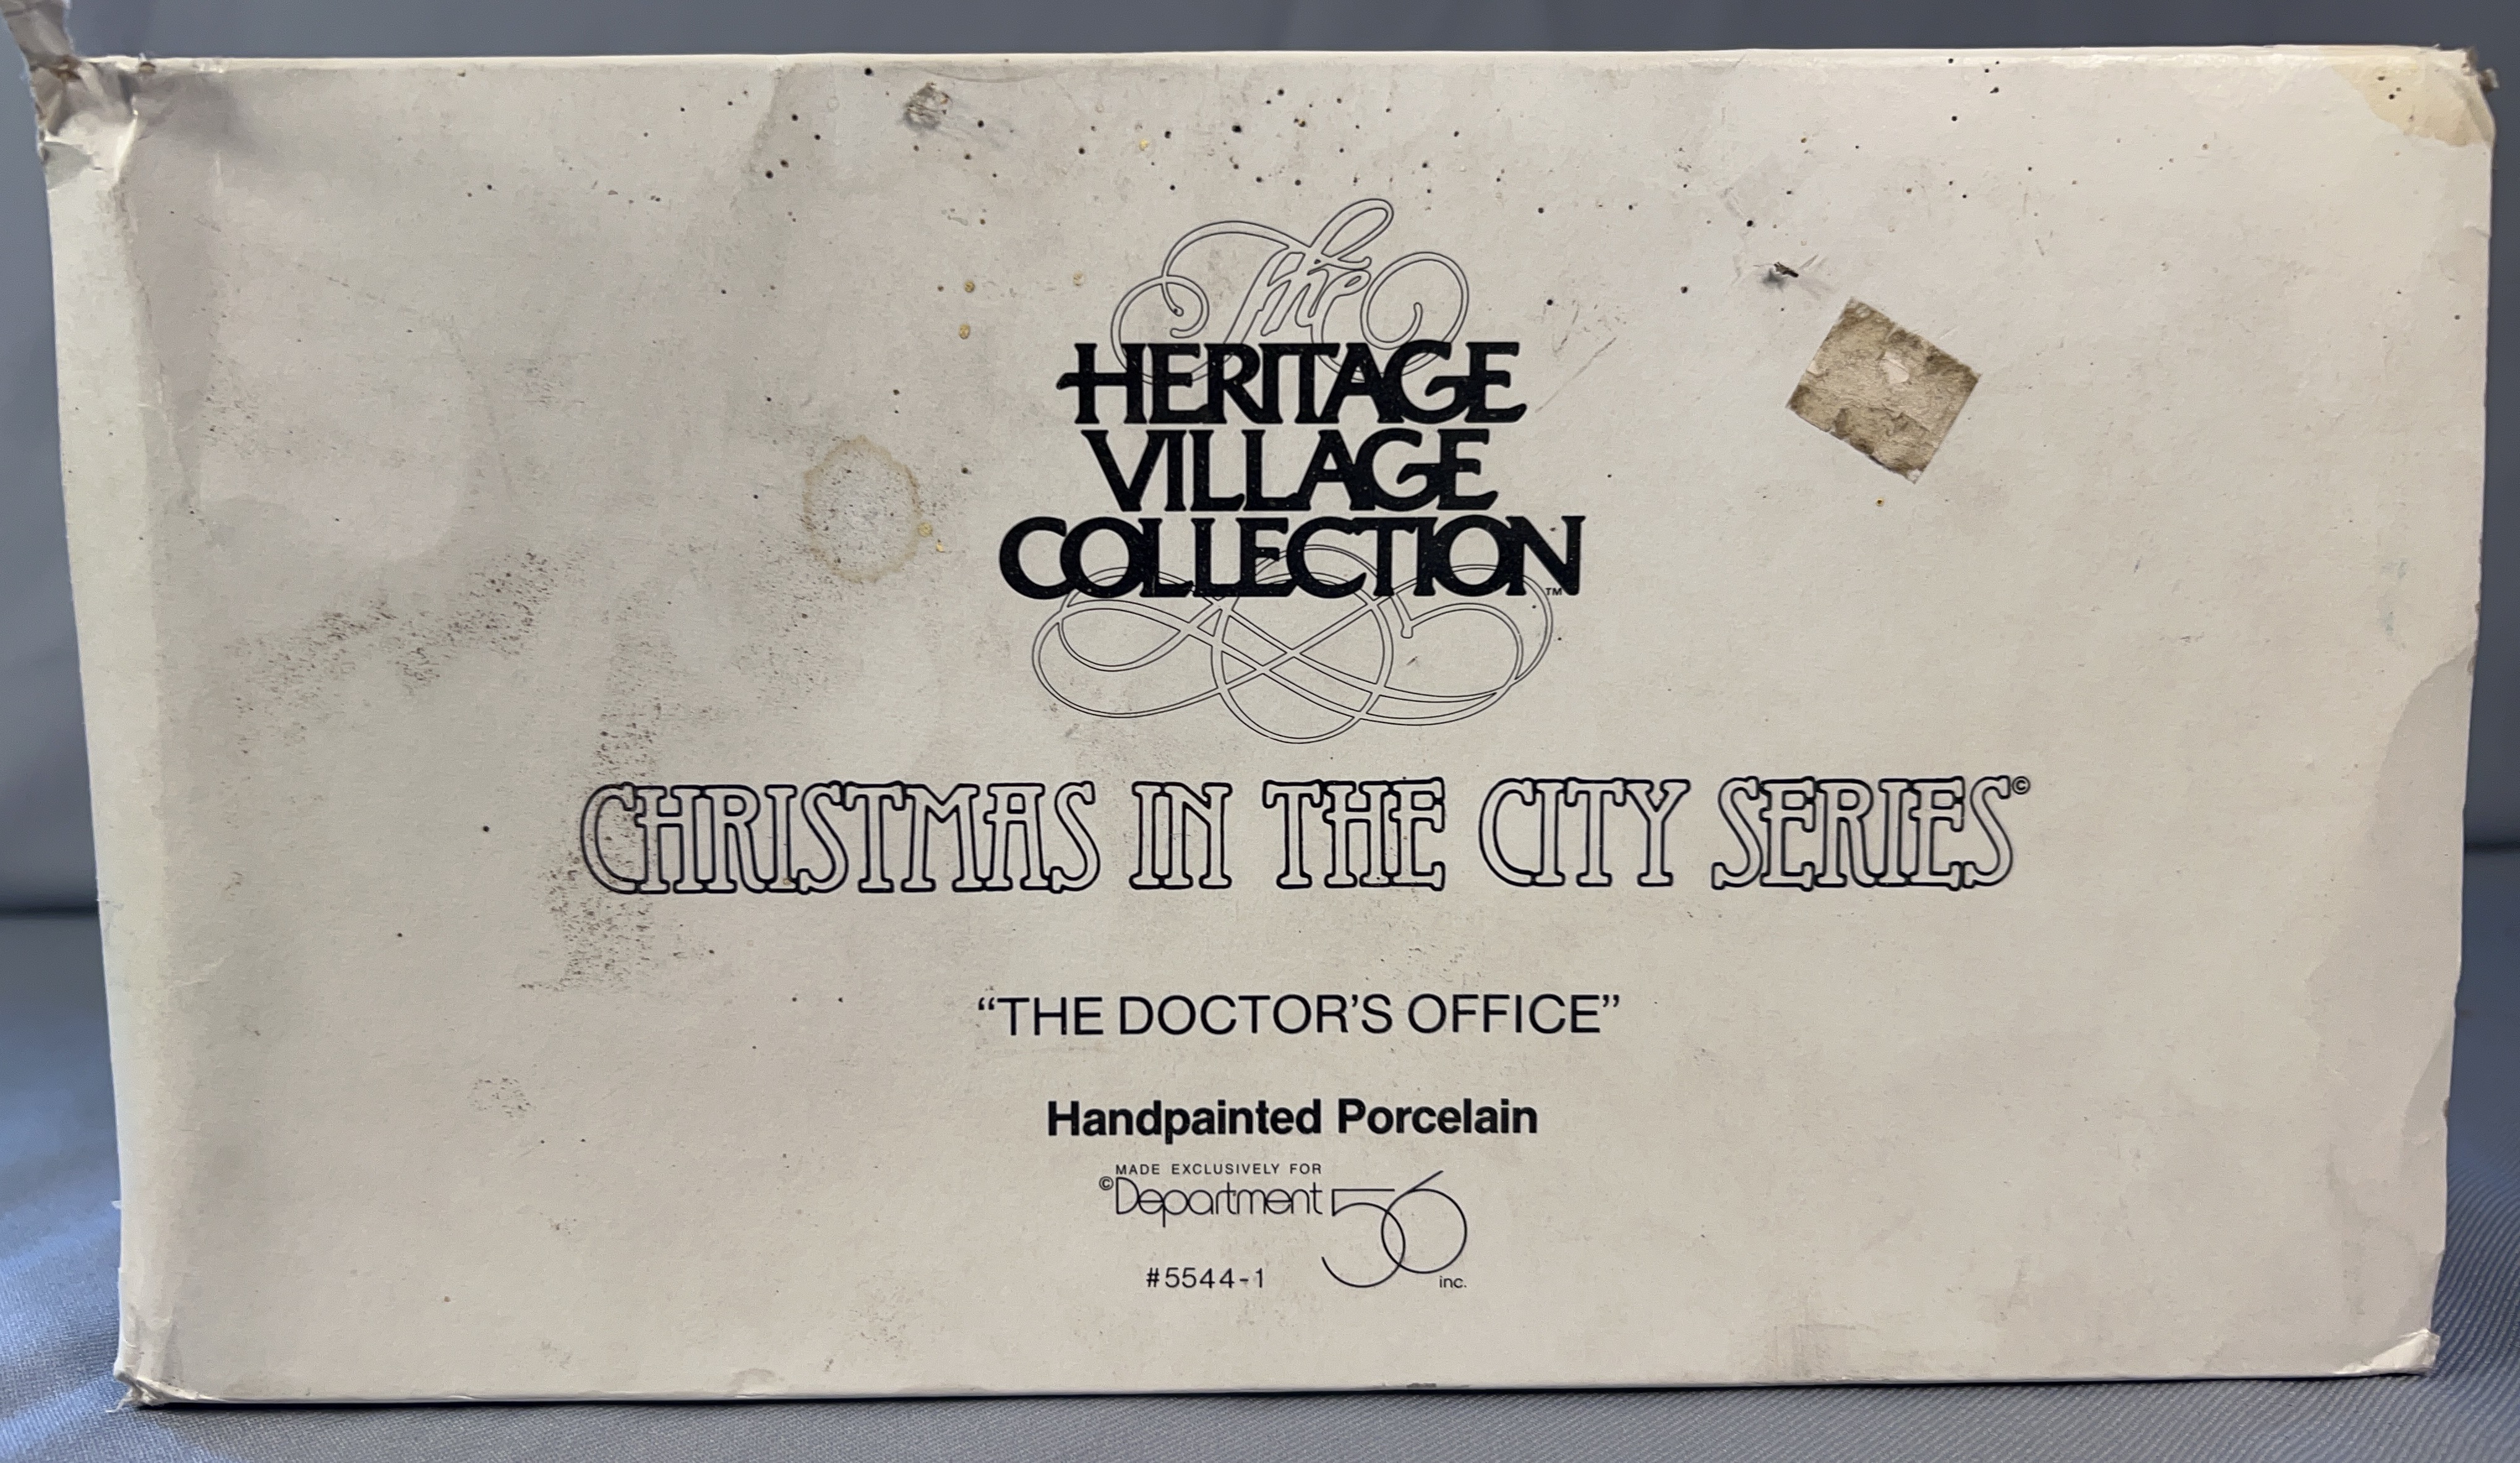 The
HERITAGE
VILLAGE
COLLECTION™
CHRISTMAS IN THE CITY SERIES©
“THE DOCTOR’S OFFICE”
Handpainted Porcelain
MADE EXCLUSIVELY FOR
©Department 56
#5544-1 inc.